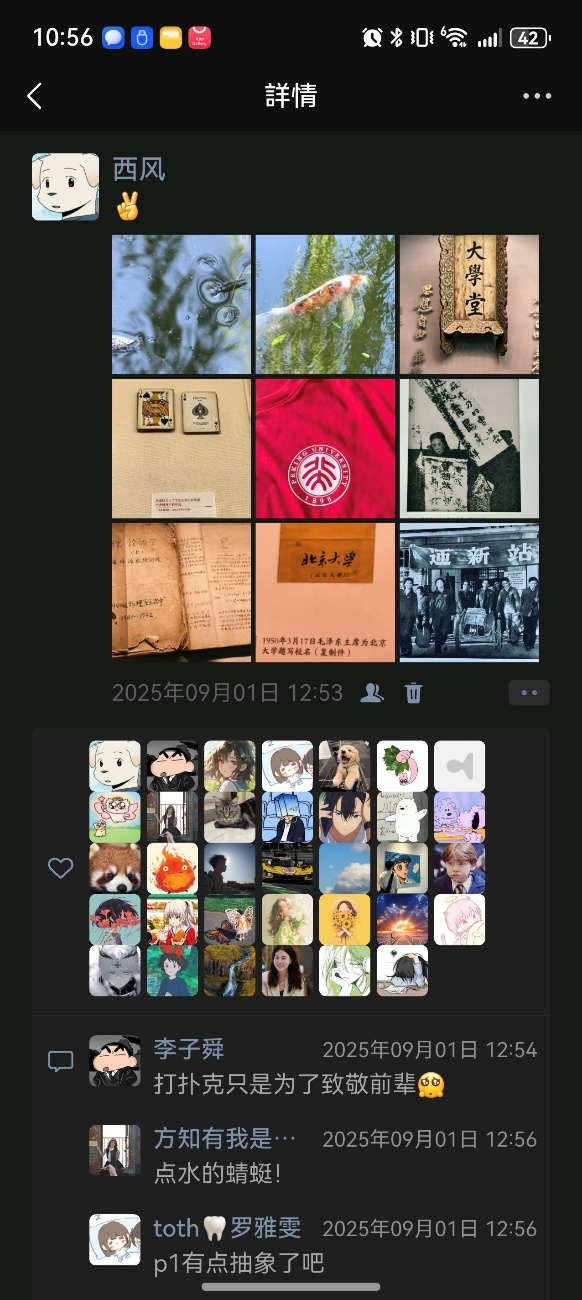 10:56
42
詳情
西风
大學堂
PEKING UNIVERSITY
1898
北京大学
1950年3月17日毛泽东主席为北京
大学题写校名（复制件）
迎新站
2025年09月01日 12:53
李子舜 2025年09月01日 12:54
打扑克只是为了致敬前辈🥺
方知有我是… 2025年09月01日 12:56
点水的蜻蜓！
toth🦷罗雅雯 2025年09月01日 12:56
p1有点抽象了吧